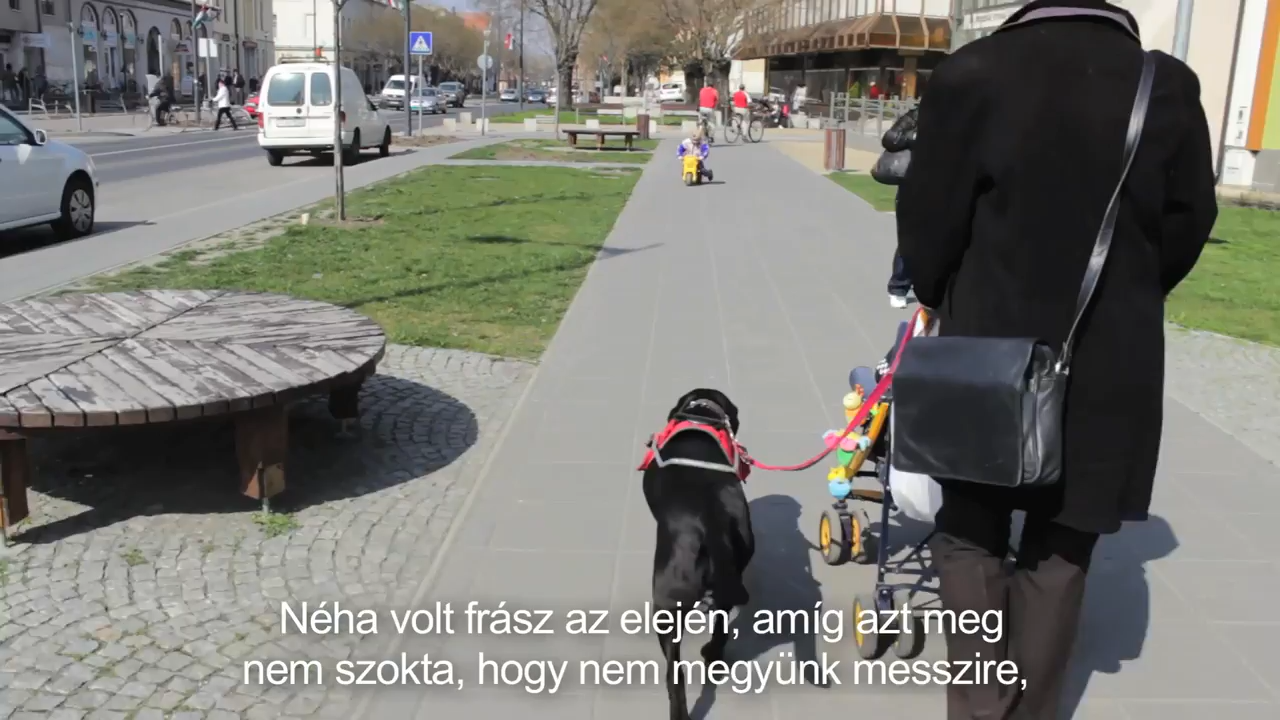 Néha volt frász az elején, amíg azt meg
nem szokta, hogy nem megyünk messzire,